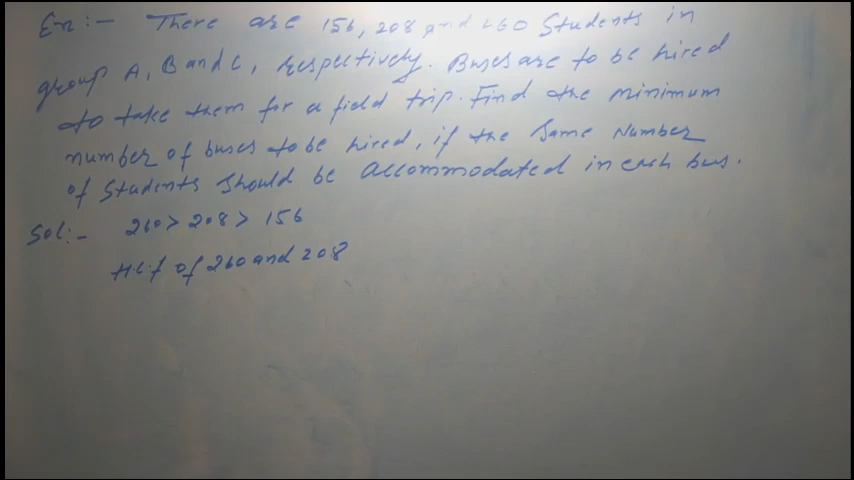 Ex:- There are 156, 208 and 260 Students in
group A, B and C, respectively. Buses are to be hired
to take them for a field trip. Find the minimum
number of buses to be hired, if the Same Number
of Students Should be Accommodated in each bus.
Sol:- 260 > 208 > 156
H.C.f of 260 and 208